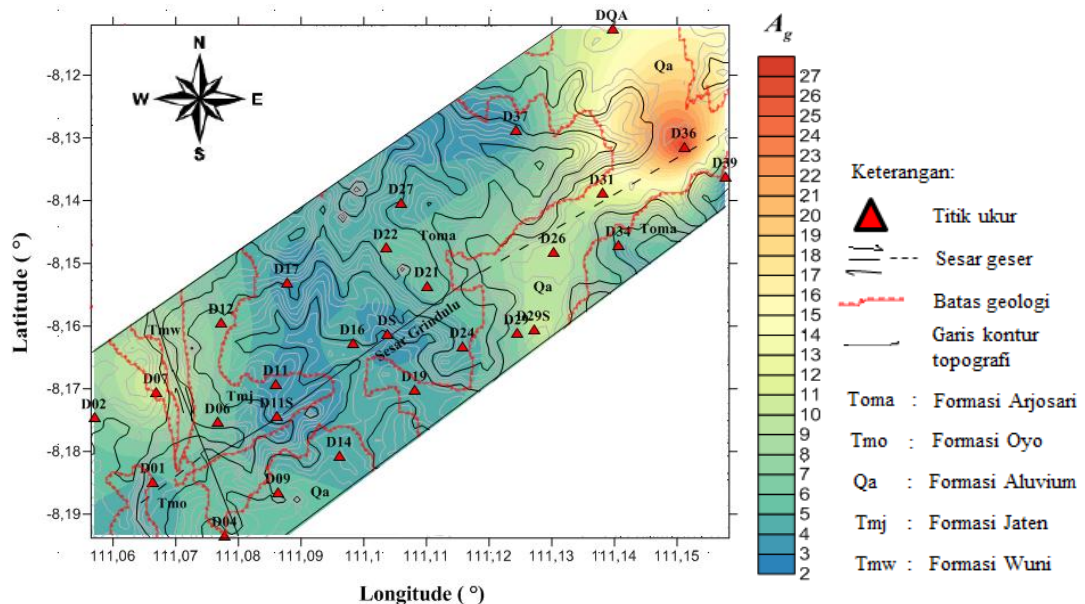 DQA
A_g
N
W E
S
-8,12
-8,13
-8,14
-8,15
-8,16
-8,17
-8,18
-8,19
Latitude ( °)
Qa
D37
D36
D39
D31
D27
D34
Toma
D22
Toma
D26
D17
D21
Qa
D12
Tmw
Sesar Grindulu
D16
DS
D24
D29
D29S
D07
D11
D19
D02
Tmj
D06
D11S
D14
D01
Tmo
D09
Qa
D04
111,06 111,07 111,08 111,09 111,1 111,11 111,12 111,13 111,14 111,15
Longitude ( °)
27
26
25
24
23
22
21
20
19
18
17
16
15
14
13
12
11
10
9
8
7
6
5
4
3
2
Keterangan:
Titik ukur
Sesar geser
Batas geologi
Garis kontur
topografi
Toma : Formasi Arjosari
Tmo : Formasi Oyo
Qa : Formasi Aluvium
Tmj : Formasi Jaten
Tmw : Formasi Wuni